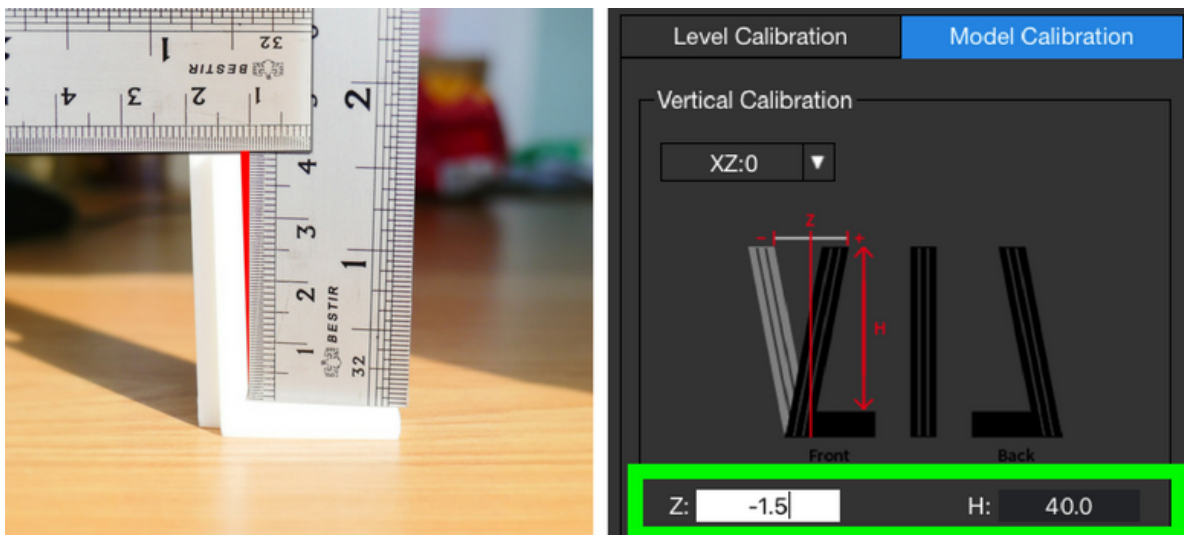 1
32
BESTIR
5 4 3 2 1
2
4
3
1
2
BESTIR
1
32
Level Calibration
Model Calibration
Vertical Calibration
XZ:0
Z
- +
H
Front
Back
Z: -1.5
H: 40.0